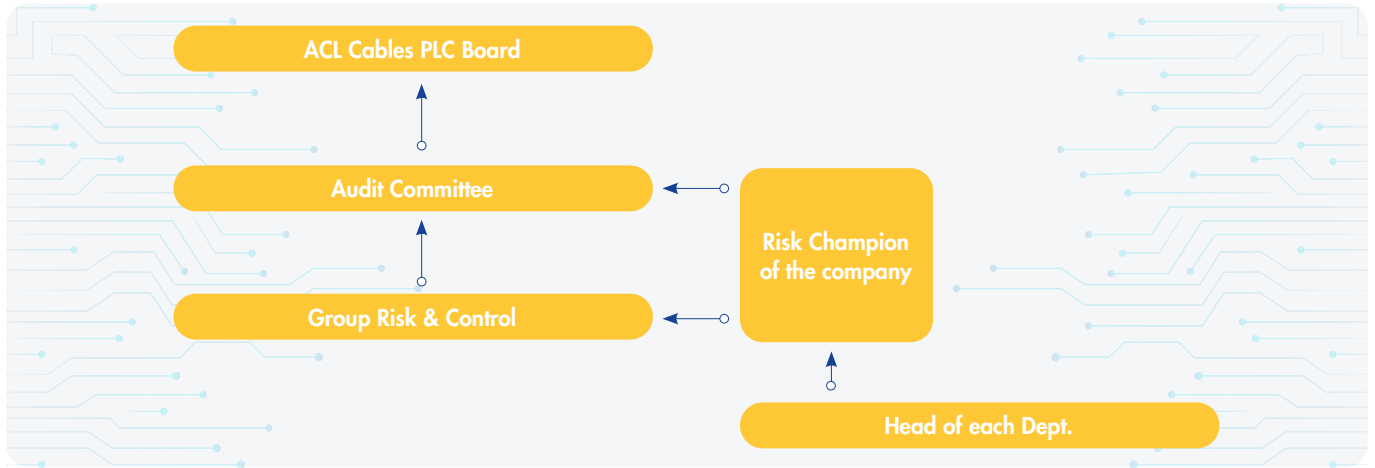 ACL Cables PLC Board
Audit Committee
Risk Champion
of the company
Group Risk & Control
Head of each Dept.